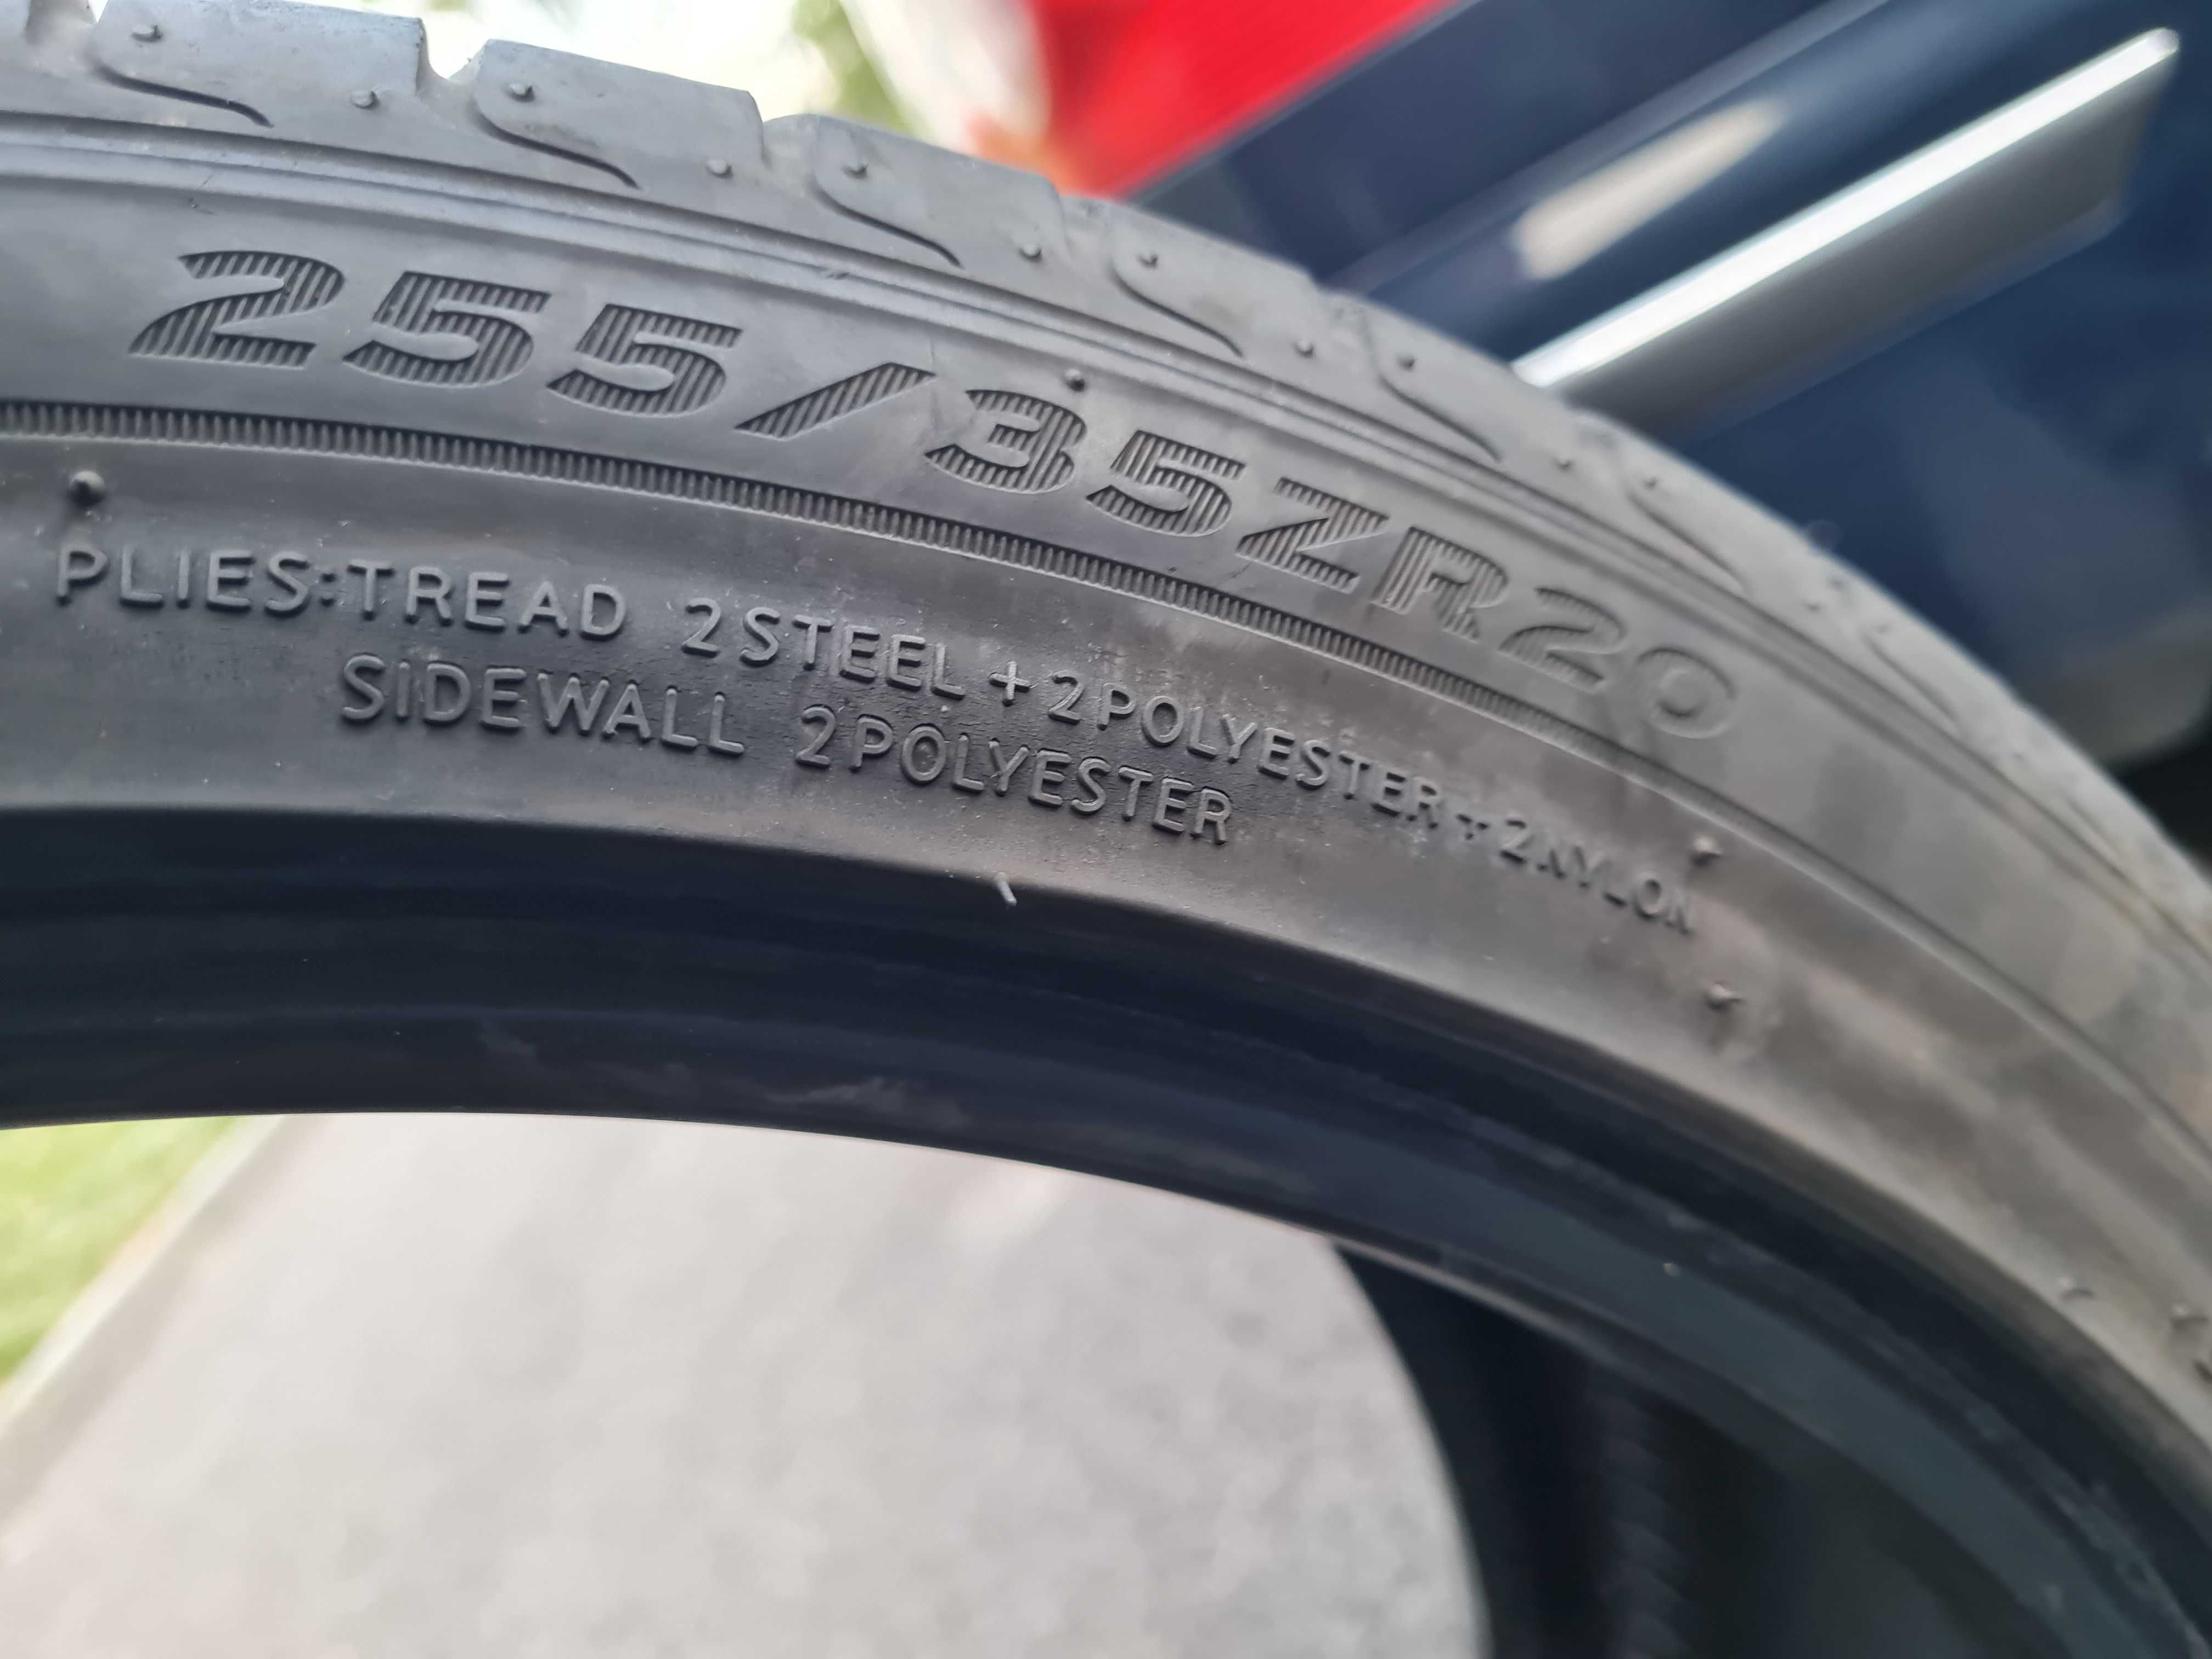 255/35ZR20
PLIES:TREAD 2STEEL+2POLYESTER+2NYLON
SIDEWALL 2POLYESTER